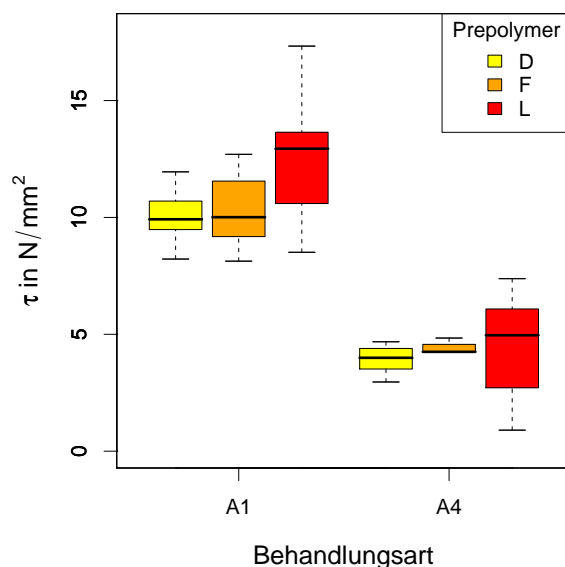 Prepolymer
D
F
L
τ in N/mm²
15
10
5
0
A1 A4
Behandlungsart